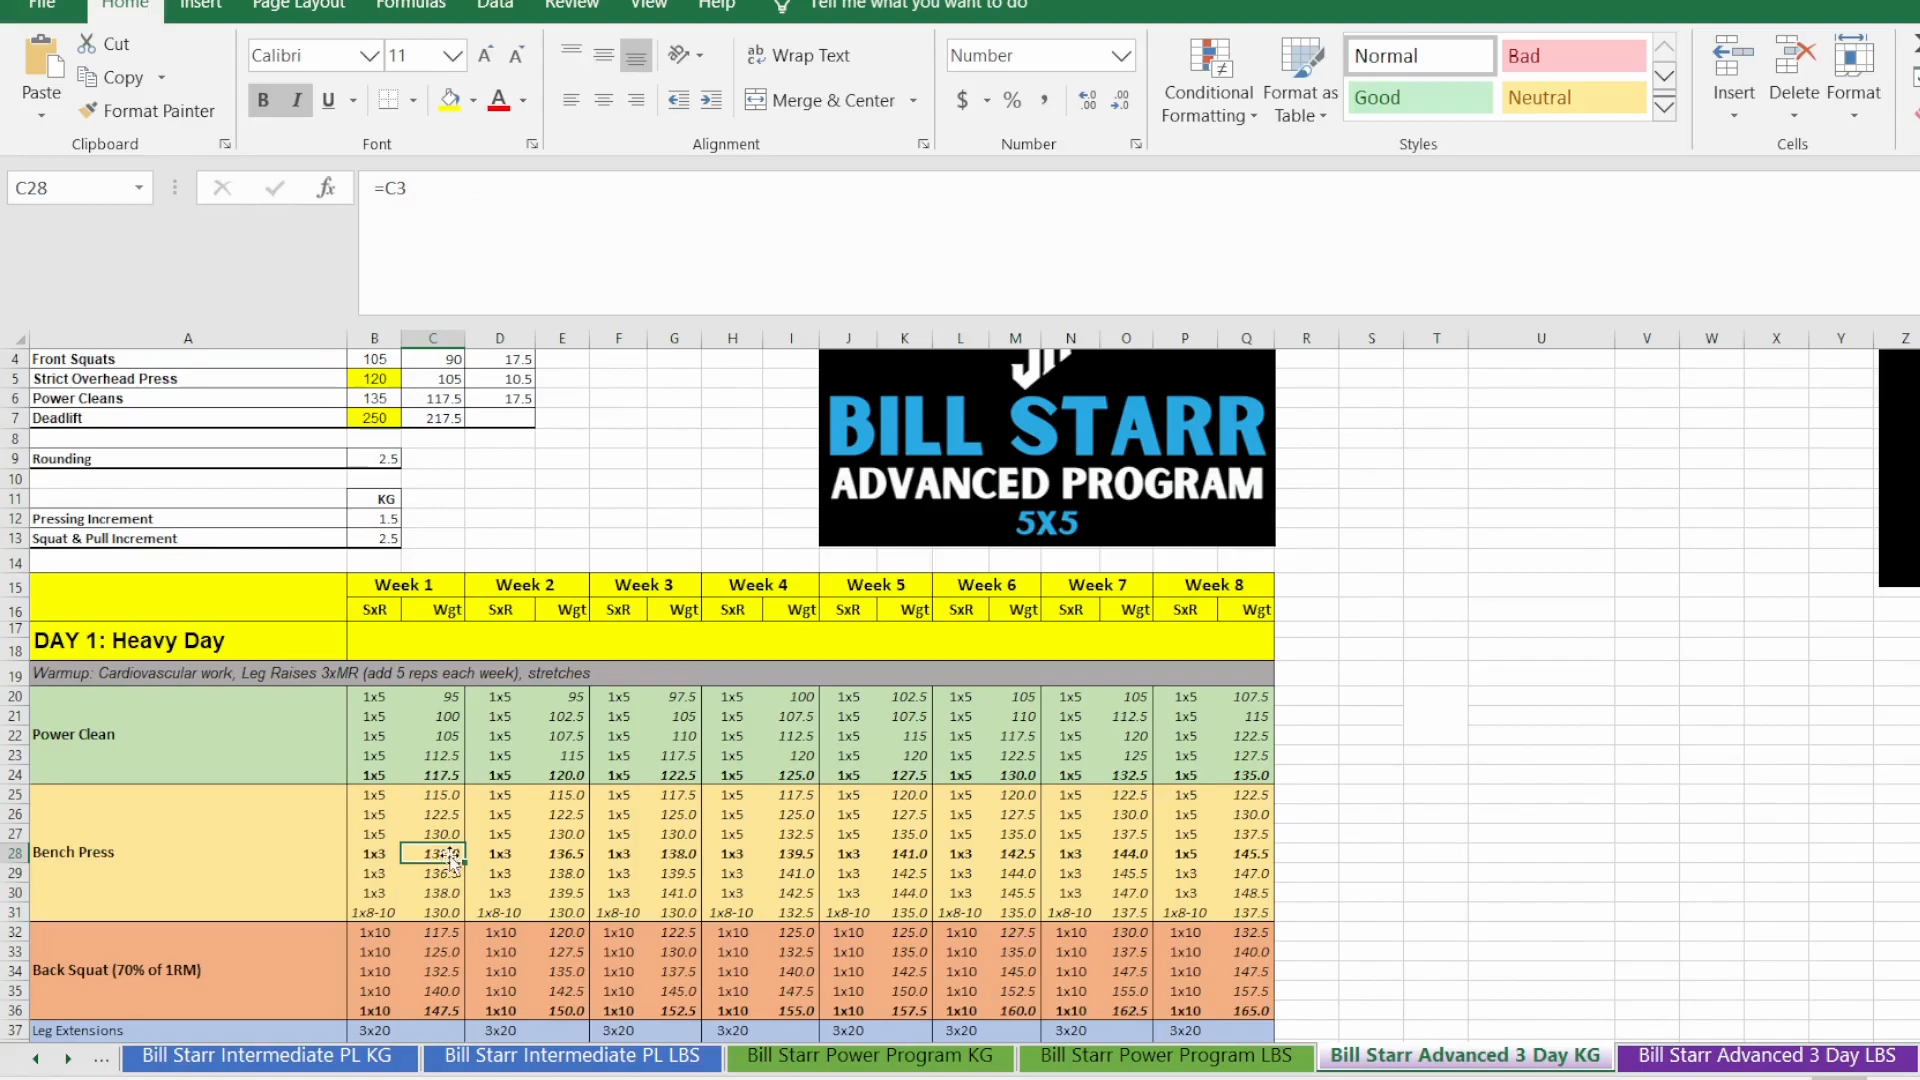 File Home Insert Page Layout Formulas Data Review View Help Tell me what you want to do
Paste Cut Copy Format Painter Clipboard
Calibri 11 B I U A Font
Wrap Text Merge & Center Alignment
Number $ % , Number
Conditional Formatting Format as Table Normal Bad Good Neutral Styles
Insert Delete Format Cells
C28 fx =C3
A B C D E F G H I J K L M N O P Q R S T U V W X Y Z
4 Front Squats 105 90 17.5
5 Strict Overhead Press 120 105 10.5
6 Power Cleans 135 117.5 17.5
7 Deadlift 250 217.5
8
9 Rounding 2.5
10
11 KG
12 Pressing Increment 1.5
13 Squat & Pull Increment 2.5
14
BILL STARR
ADVANCED PROGRAM
5X5
15 Week 1 Week 2 Week 3 Week 4 Week 5 Week 6 Week 7 Week 8
16 SxR Wgt SxR Wgt SxR Wgt SxR Wgt SxR Wgt SxR Wgt SxR Wgt SxR Wgt
17
18 DAY 1: Heavy Day
19 Warmup: Cardiovascular work, Leg Raises 3xMR (add 5 reps each week), stretches
20 1x5 95 1x5 95 1x5 97.5 1x5 100 1x5 102.5 1x5 105 1x5 105 1x5 107.5
21 1x5 100 1x5 102.5 1x5 105 1x5 107.5 1x5 107.5 1x5 110 1x5 112.5 1x5 115
22 Power Clean 1x5 105 1x5 107.5 1x5 110 1x5 112.5 1x5 115 1x5 117.5 1x5 120 1x5 122.5
23 1x5 112.5 1x5 115 1x5 117.5 1x5 120 1x5 120 1x5 122.5 1x5 125 1x5 127.5
24 1x5 117.5 1x5 120.0 1x5 122.5 1x5 125.0 1x5 127.5 1x5 130.0 1x5 132.5 1x5 135.0
25 1x5 115.0 1x5 115.0 1x5 117.5 1x5 117.5 1x5 120.0 1x5 120.0 1x5 122.5 1x5 122.5
26 1x5 122.5 1x5 122.5 1x5 125.0 1x5 125.0 1x5 127.5 1x5 127.5 1x5 130.0 1x5 130.0
27 1x5 130.0 1x5 130.0 1x5 130.0 1x5 132.5 1x5 135.0 1x5 135.0 1x5 137.5 1x5 137.5
28 Bench Press 1x3 1x3 136.5 1x3 138.0 1x3 139.5 1x3 141.0 1x3 142.5 1x3 144.0 1x5 145.5
29 1x3 1x3 138.0 1x3 139.5 1x3 141.0 1x3 142.5 1x3 144.0 1x3 145.5 1x3 147.0
30 1x3 138.0 1x3 139.5 1x3 141.0 1x3 142.5 1x3 144.0 1x3 145.5 1x3 147.0 1x3 148.5
31 1x8-10 130.0 1x8-10 130.0 1x8-10 130.0 1x8-10 132.5 1x8-10 135.0 1x8-10 135.0 1x8-10 137.5 1x8-10 137.5
32 1x10 117.5 1x10 120.0 1x10 122.5 1x10 125.0 1x10 125.0 1x10 127.5 1x10 130.0 1x10 132.5
33 1x10 125.0 1x10 127.5 1x10 130.0 1x10 132.5 1x10 135.0 1x10 135.0 1x10 137.5 1x10 140.0
34 Back Squat (70% of 1RM) 1x10 132.5 1x10 135.0 1x10 137.5 1x10 140.0 1x10 142.5 1x10 145.0 1x10 147.5 1x10 147.5
35 1x10 140.0 1x10 142.5 1x10 145.0 1x10 147.5 1x10 150.0 1x10 152.5 1x10 155.0 1x10 157.5
36 1x10 147.5 1x10 150.0 1x10 152.5 1x10 155.0 1x10 157.5 1x10 160.0 1x10 162.5 1x10 165.0
37 Leg Extensions 3x20 3x20 3x20 3x20 3x20 3x20 3x20 3x20
... Bill Starr Intermediate PL KG Bill Starr Intermediate PL LBS Bill Starr Power Program KG Bill Starr Power Program LBS Bill Starr Advanced 3 Day KG Bill Starr Advanced 3 Day LBS